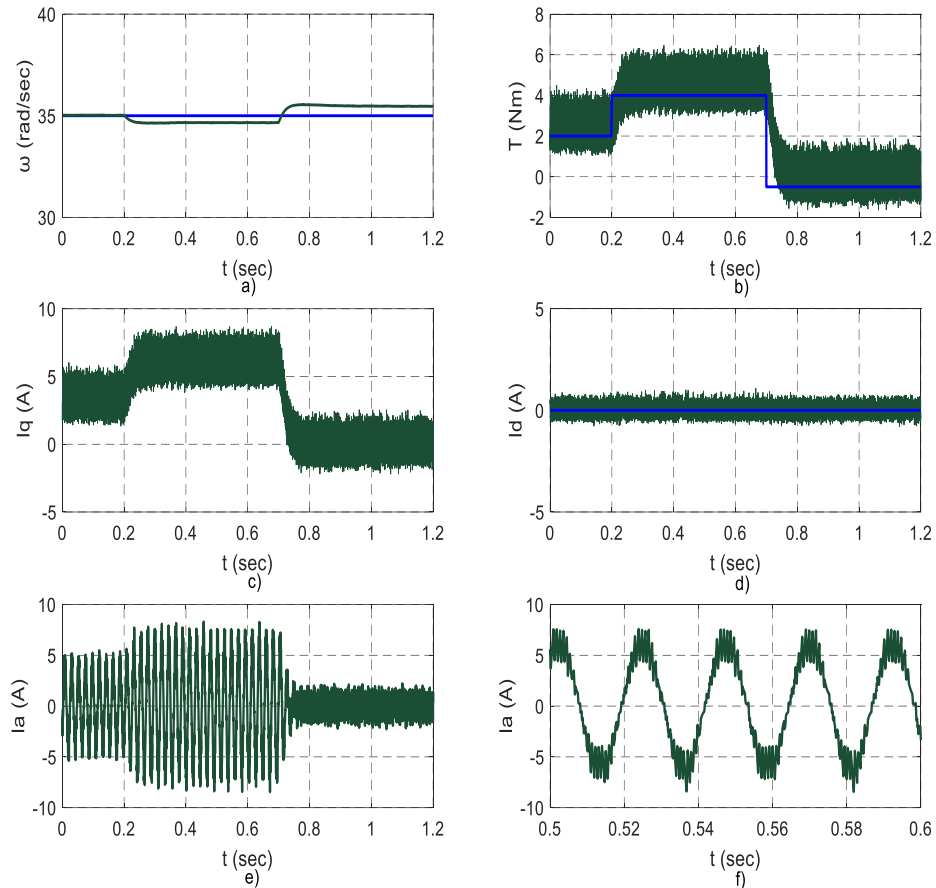 40
35
30
ω (rad/sec)
0 0.2 0.4 0.6 0.8 1 1.2
t (sec)
a)
8
6
4
2
0
-2
T (Nm)
0 0.2 0.4 0.6 0.8 1 1.2
t (sec)
b)
10
5
0
-5
Iq (A)
0 0.2 0.4 0.6 0.8 1 1.2
t (sec)
c)
5
0
-5
Id (A)
0 0.2 0.4 0.6 0.8 1 1.2
t (sec)
d)
10
5
0
-5
-10
Ia (A)
0 0.2 0.4 0.6 0.8 1 1.2
t (sec)
e)
10
5
0
-5
-10
Ia (A)
0.5 0.52 0.54 0.56 0.58 0.6
t (sec)
f)